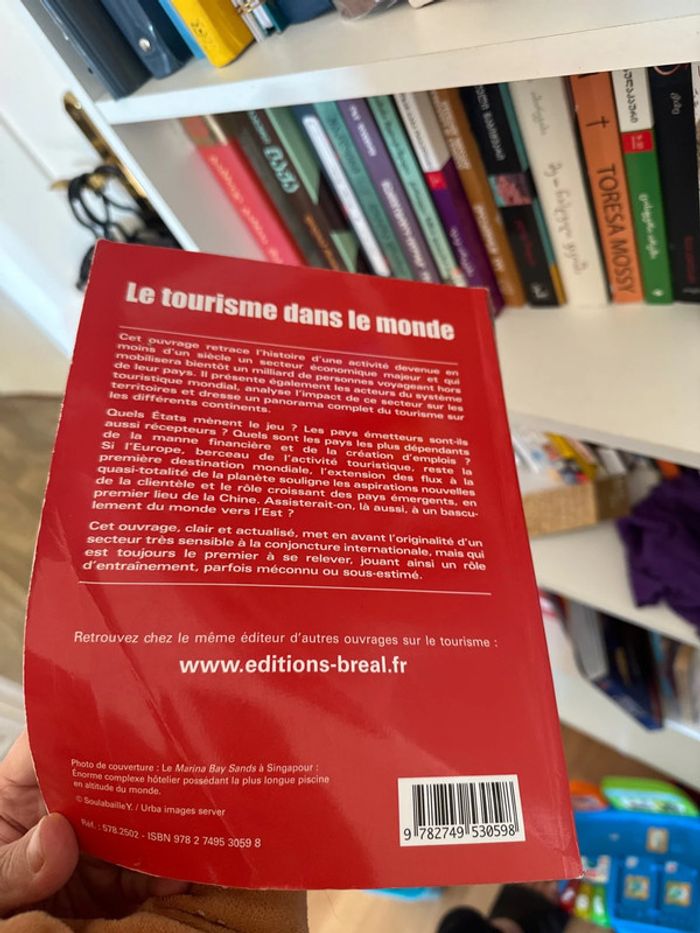 TORESA MOSSY
Le tourisme dans le monde
Cet ouvrage retrace l'histoire d'une activité devenue en
moins d'un siècle un secteur économique majeur et qui
mobilisera bientôt un milliard de personnes voyageant hors
de leur pays. Il présente également les acteurs du système
touristique mondial, analyse l'impact de ce secteur sur les
territoires et dresse un panorama complet du tourisme sur
les différents continents.
Quels États mènent le jeu ? Les pays émetteurs sont-ils
aussi récepteurs ? Quels sont les pays les plus dépendants
de la manne financière et de la création d'emplois ?
Si l'Europe, berceau de l'activité touristique, reste la
première destination mondiale, l'extension des flux à la
quasi-totalité de la planète souligne les aspirations nouvelles
de la clientèle et le rôle croissant des pays émergents, en
premier lieu de la Chine. Assisterait-on, là aussi, à un bascu-
lement du monde vers l'Est ?
Cet ouvrage, clair et actualisé, met en avant l'originalité d'un
secteur très sensible à la conjoncture internationale, mais qui
est toujours le premier à se relever, jouant ainsi un rôle
d'entraînement, parfois méconnu ou sous-estimé.
Retrouvez chez le même éditeur d'autres ouvrages sur le tourisme :
www.editions-breal.fr
Photo de couverture : Le Marina Bay Sands à Singapour :
Énorme complexe hôtelier possédant la plus longue piscine
en altitude du monde.
© Soulabaille Y. / Urba images server
Réf. : 578.2502 - ISBN 978 2 7495 3059 8
9 782749 530598